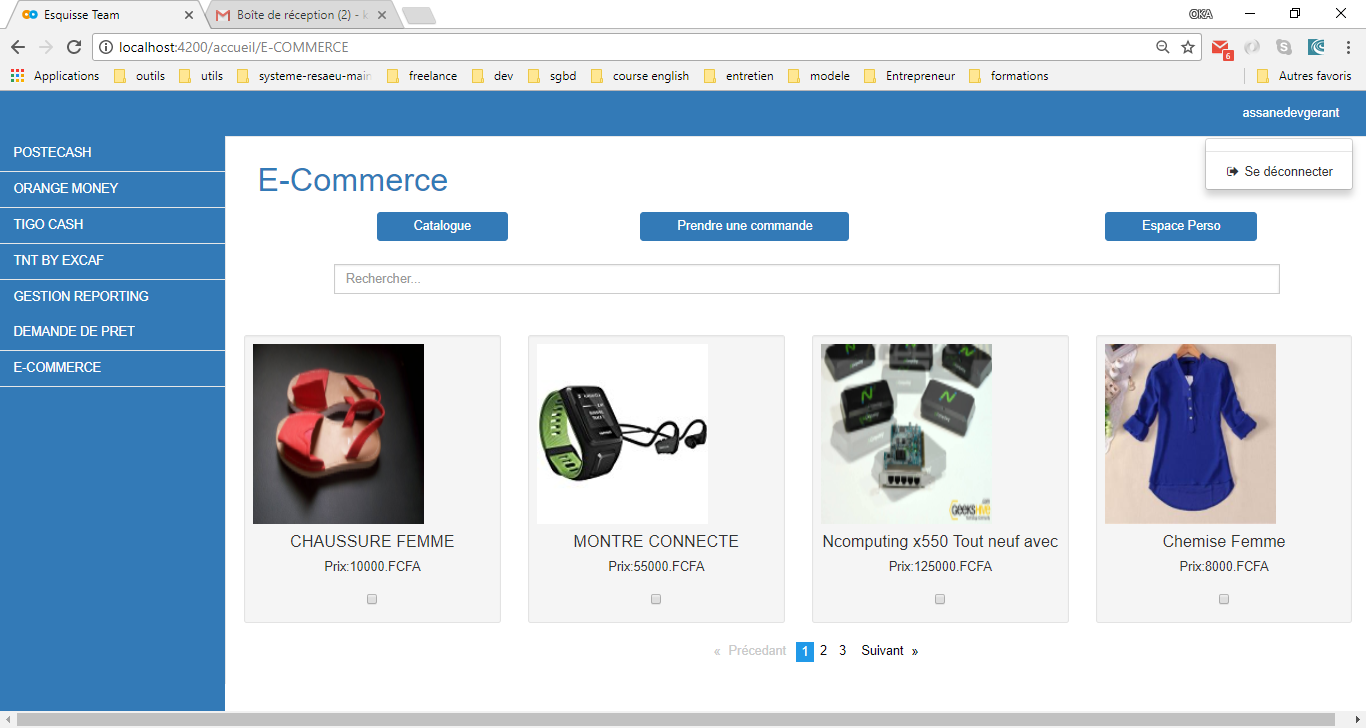 Esquisse Team
Boîte de réception (2) - k
OKA
localhost:4200/accueil/E-COMMERCE
6
Applications outils utils systeme-resaeu-main freelance dev sgbd course english entretien modele Entrepreneur formations Autres favoris
assanedevgerant
Se déconnecter
POSTECASH
ORANGE MONEY
TIGO CASH
TNT BY EXCAF
GESTION REPORTING
DEMANDE DE PRET
E-COMMERCE
E-Commerce
Catalogue Prendre une commande Espace Perso
Rechercher...
CHAUSSURE FEMME
Prix:10000.FCFA
MONTRE CONNECTE
Prix:55000.FCFA
GEEKSHIVE
Ncomputing x550 Tout neuf avec
Prix:125000.FCFA
Chemise Femme
Prix:8000.FCFA
« Précedant 1 2 3 Suivant »